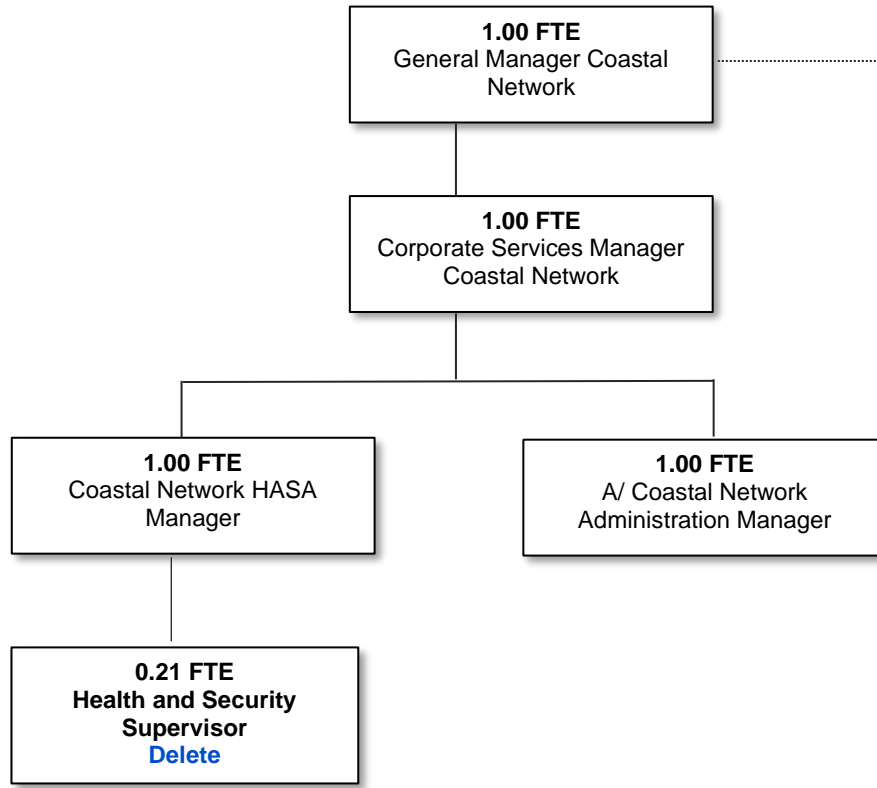 1.00 FTE
General Manager Coastal
Network
1.00 FTE
Corporate Services Manager
Coastal Network
1.00 FTE
Coastal Network HASA
Manager
1.00 FTE
A/ Coastal Network
Administration Manager
0.21 FTE
Health and Security
Supervisor
Delete